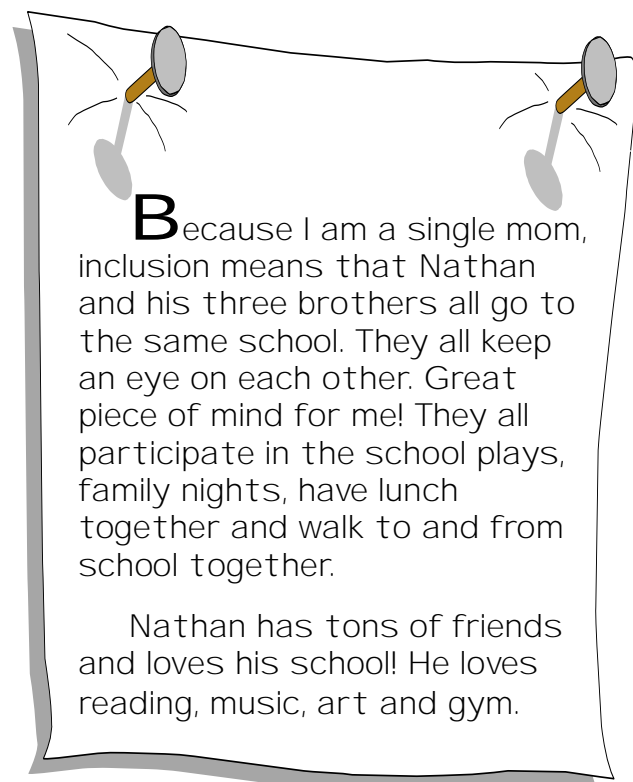 Because I am a single mom,
inclusion means that Nathan
and his three brothers all go to
the same school. They all keep
an eye on each other. Great
piece of mind for me! They all
participate in the school plays,
family nights, have lunch
together and walk to and from
school together.
Nathan has tons of friends
and loves his school! He loves
reading, music, art and gym.